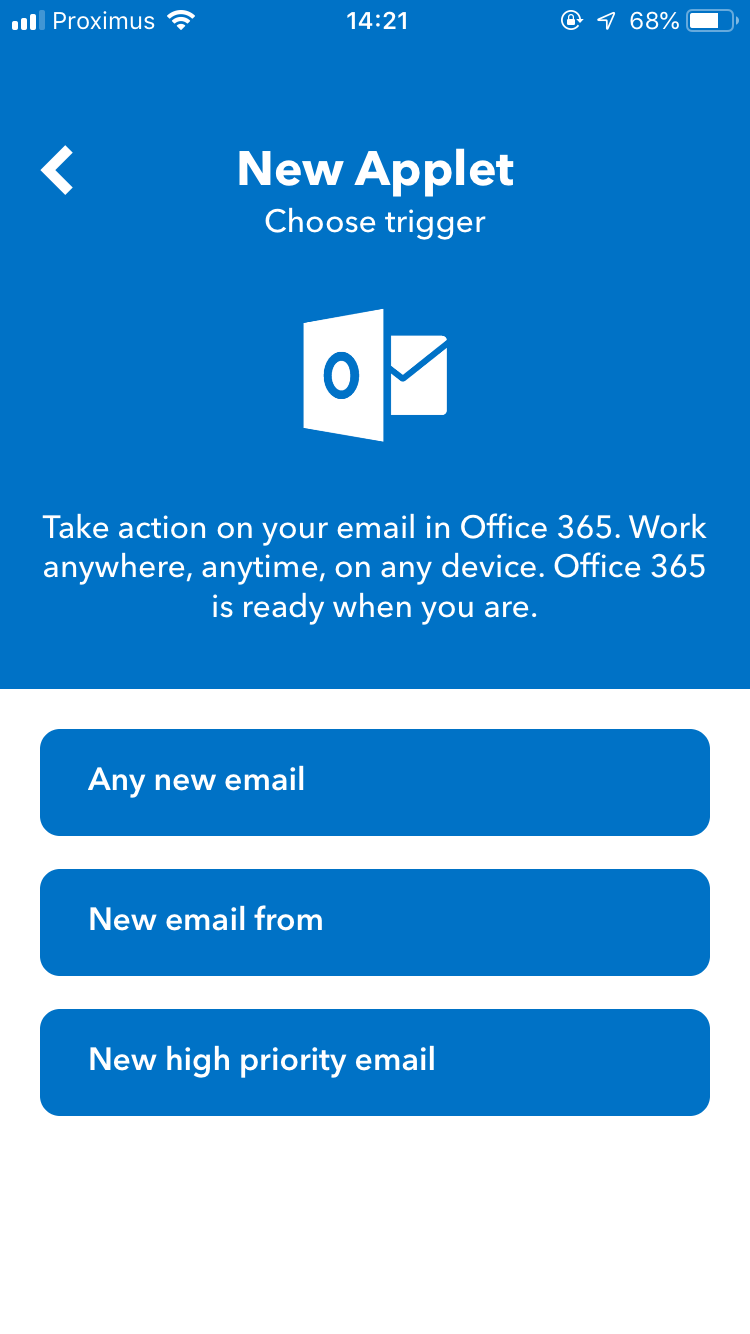 Proximus 14:21 68%
New Applet
Choose trigger
Take action on your email in Office 365. Work
anywhere, anytime, on any device. Office 365
is ready when you are.
Any new email
New email from
New high priority email